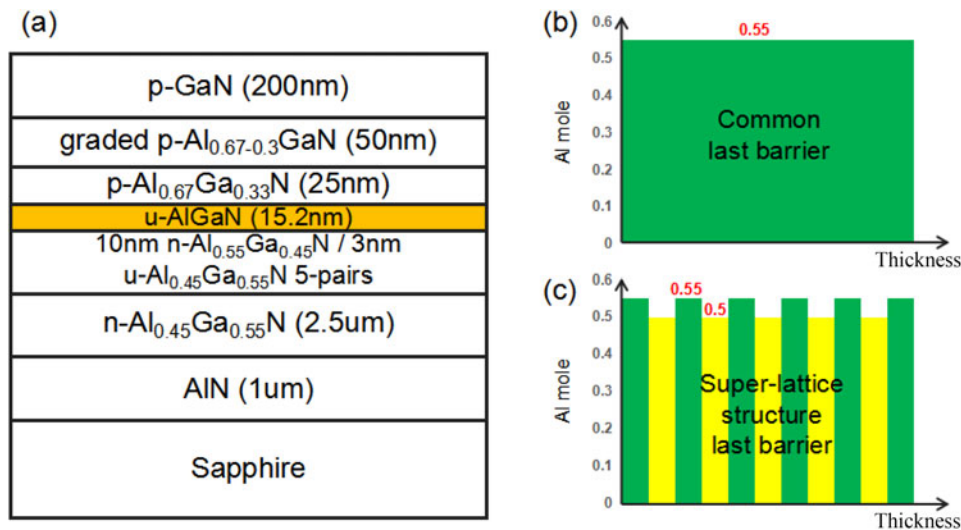 (a)
p-GaN (200nm)
graded p-Al0.67-0.3GaN (50nm)
p-Al0.67Ga0.33N (25nm)
u-AlGaN (15.2nm)
10nm n-Al0.55Ga0.45N / 3nm
u-Al0.45Ga0.55N 5-pairs
n-Al0.45Ga0.55N (2.5um)
AlN (1um)
Sapphire
(b)
0.6
0.5
0.4
0.3
0.2
0.1
0
Al mole
0.55
Common
last barrier
Thickness
(c)
0.6
0.5
0.4
0.3
0.2
0.1
0
Al mole
0.55
0.5
Super-lattice
structure
last barrier
Thickness